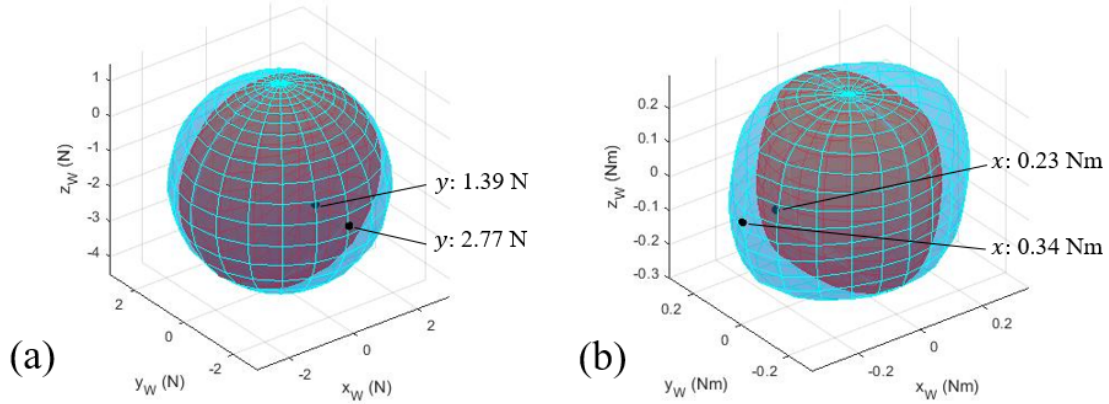 1
0
-1
-2
-3
-4
z_W (N)
2
0
-2
y_W (N)
-2
0
2
x_W (N)
y: 1.39 N
y: 2.77 N
(a)
0.2
0.1
0
-0.1
-0.2
-0.3
z_W (Nm)
0.2
0
-0.2
y_W (Nm)
-0.2
0
0.2
x_W (Nm)
x: 0.23 Nm
x: 0.34 Nm
(b)